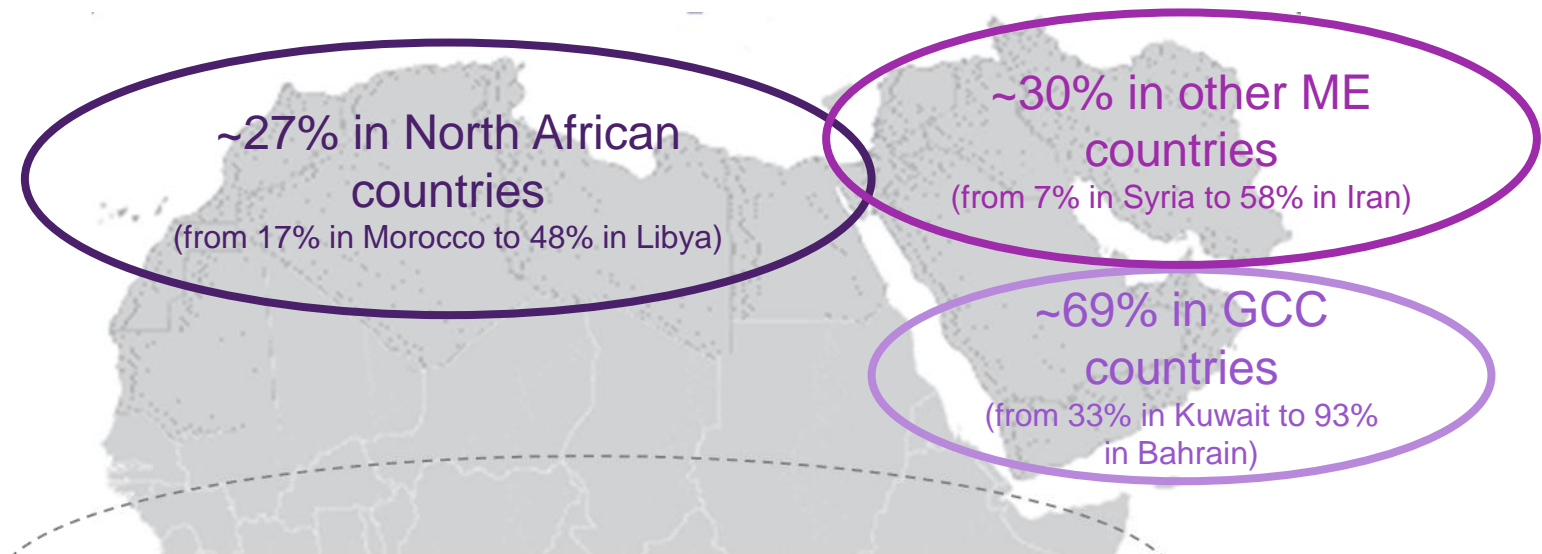 ~27% in North African
countries
(from 17% in Morocco to 48% in Libya)
~30% in other ME
countries
(from 7% in Syria to 58% in Iran)
~69% in GCC
countries
(from 33% in Kuwait to 93%
in Bahrain)